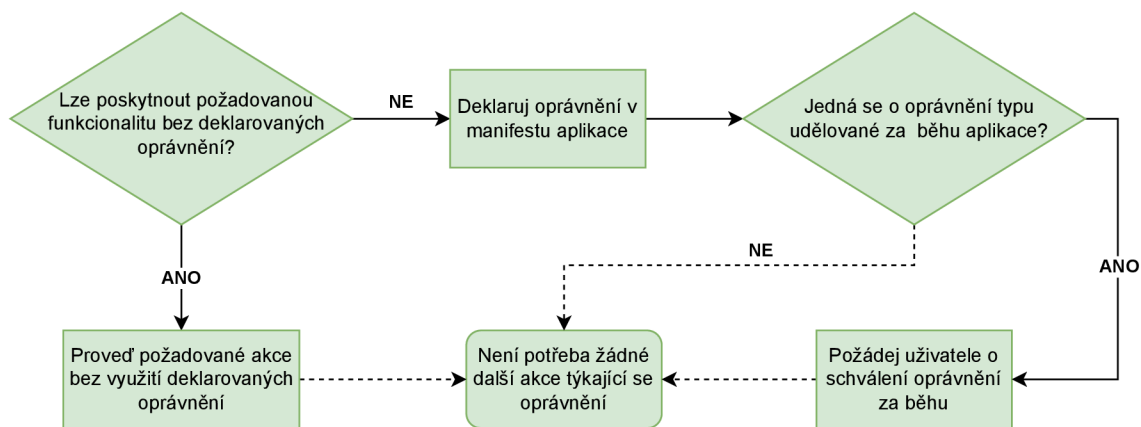 Lze poskytnout požadovanou
funkcionalitu bez deklarovaných
oprávnění?
NE
Deklaruj oprávnění v
manifestu aplikace
Jedná se o oprávnění typu
udělované za běhu aplikace?
NE
ANO
ANO
Proveď požadované akce
bez využití deklarovaných
oprávnění
Není potřeba žádné
další akce týkající se
oprávnění
Požádej uživatele o
schválení oprávnění
za běhu